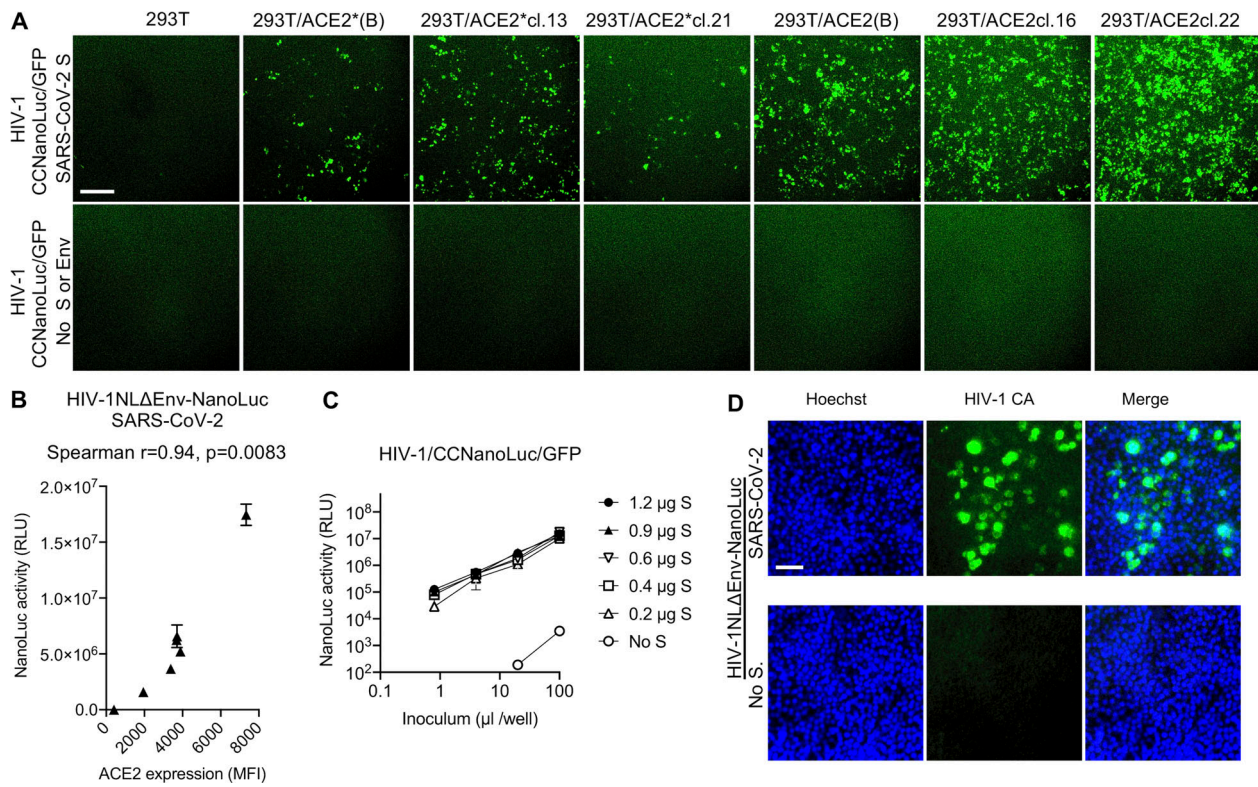 A
293T
293T/ACE2*(B)
293T/ACE2*cl.13
293T/ACE2*cl.21
293T/ACE2(B)
293T/ACE2cl.16
293T/ACE2cl.22
HIV-1
CCNanoLuc/GFP
SARS-CoV-2 S
HIV-1
CCNanoLuc/GFP
No S or Env
B
HIV-1NLΔEnv-NanoLuc
SARS-CoV-2
Spearman r=0.94, p=0.0083
NanoLuc activity (RLU)
2.0×10⁷
1.5×10⁷
1.0×10⁷
5.0×10⁶
0.0
0
2000
4000
6000
8000
ACE2 expression (MFI)
C
HIV-1/CCNanoLuc/GFP
NanoLuc activity (RLU)
10⁸
10⁷
10⁶
10⁵
10⁴
10³
10²
0.1
1
10
100
Inoculum (µl /well)
1.2 µg S
0.9 µg S
0.6 µg S
0.4 µg S
0.2 µg S
No S
D
Hoechst
HIV-1 CA
Merge
HIV-1NLΔEnv-NanoLuc
SARS-CoV-2
No S.